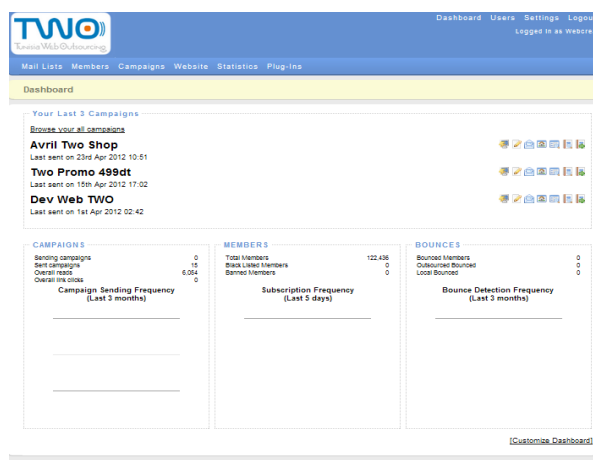 TWO
Tunisia Web Outsourcing
Dashboard Users Settings Logou
Logged in as Webcre
Mail Lists Members Campaigns Website Statistics Plug-Ins
Dashboard
Your Last 3 Campaigns
Browse your all campaigns
Avril Two Shop
Last sent on 23rd Apr 2012 10:51
Two Promo 499dt
Last sent on 15th Apr 2012 17:02
Dev Web TWO
Last sent on 1st Apr 2012 02:42
CAMPAIGNS
Sending campaigns 0
Sent campaigns 15
Overall reads 6,084
Overall link clicks 0
Campaign Sending Frequency
(Last 3 months)
MEMBERS
Total Members 122,436
Black Listed Members 0
Banned Members 0
Subscription Frequency
(Last 5 days)
BOUNCES
Bounced Members 0
Outsourced Bounced 0
Local Bounced 0
Bounce Detection Frequency
(Last 3 months)
[Customize Dashboard]